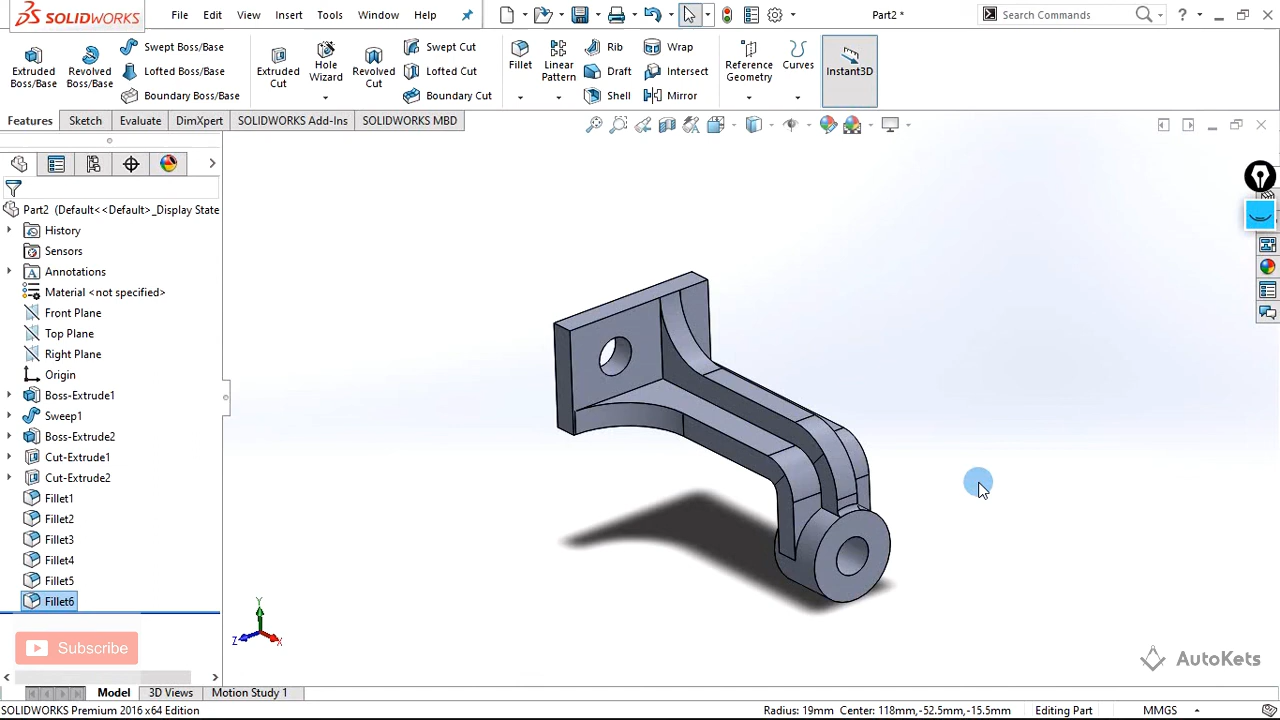 SOLIDWORKS
File Edit View Insert Tools Window Help
Part2 *
Search Commands
?
Extruded Boss/Base
Revolved Boss/Base
Swept Boss/Base
Lofted Boss/Base
Boundary Boss/Base
Extruded Cut
Hole Wizard
Revolved Cut
Swept Cut
Lofted Cut
Boundary Cut
Fillet
Linear Pattern
Rib
Draft
Shell
Wrap
Intersect
Mirror
Reference Geometry
Curves
Instant3D
Features Sketch Evaluate DimXpert SOLIDWORKS Add-Ins SOLIDWORKS MBD
Part2 (Default<<Default>_Display State
History
Sensors
Annotations
Material <not specified>
Front Plane
Top Plane
Right Plane
Origin
Boss-Extrude1
Sweep1
Boss-Extrude2
Cut-Extrude1
Cut-Extrude2
Fillet1
Fillet2
Fillet3
Fillet4
Fillet5
Fillet6
Y
Z
X
Subscribe
AutoKets
Model 3D Views Motion Study 1
SOLIDWORKS Premium 2016 x64 Edition
Radius: 19mm Center: 118mm,-52.5mm,-15.5mm
Editing Part
MMGS